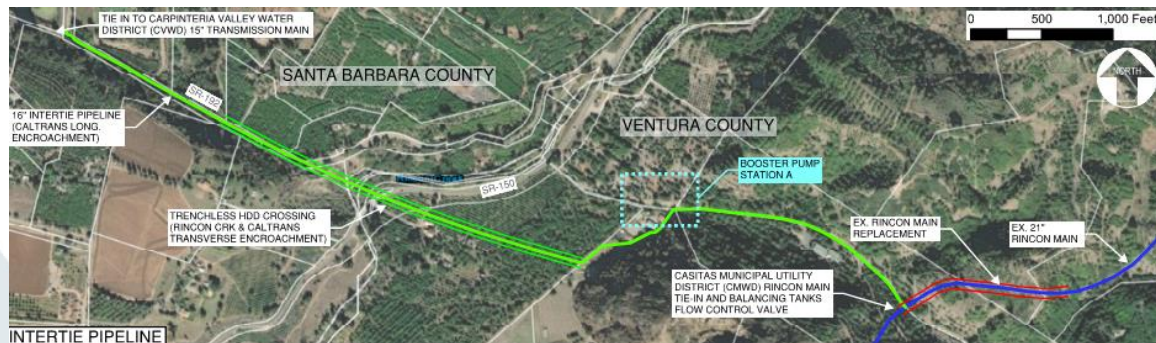 TIE IN TO CARPINTERIA VALLEY WATER
DISTRICT (CVWD) 15" TRANSMISSION MAIN
0 500 1,000 Feet
NORTH
SANTA BARBARA COUNTY
SR-192
16" INTERTIE PIPELINE
(CALTRANS LONG.
ENCROACHMENT)
VENTURA COUNTY
BOOSTER PUMP
STATION A
SR-150
TRENCHLESS HDD CROSSING
(RINCON CRK & CALTRANS
TRANSVERSE ENCROACHMENT)
EX. RINCON MAIN
REPLACEMENT
EX. 21"
RINCON MAIN
CASITAS MUNICIPAL UTILITY
DISTRICT (CMWD) RINCON MAIN
TIE-IN AND BALANCING TANKS
FLOW CONTROL VALVE
INTERTIE PIPELINE